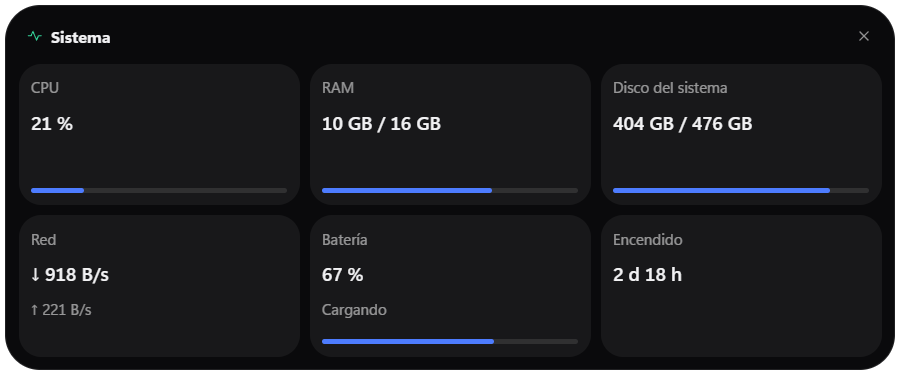 Sistema
CPU
21 %
RAM
10 GB / 16 GB
Disco del sistema
404 GB / 476 GB
Red
↓ 918 B/s
↑ 221 B/s
Batería
67 %
Cargando
Encendido
2 d 18 h